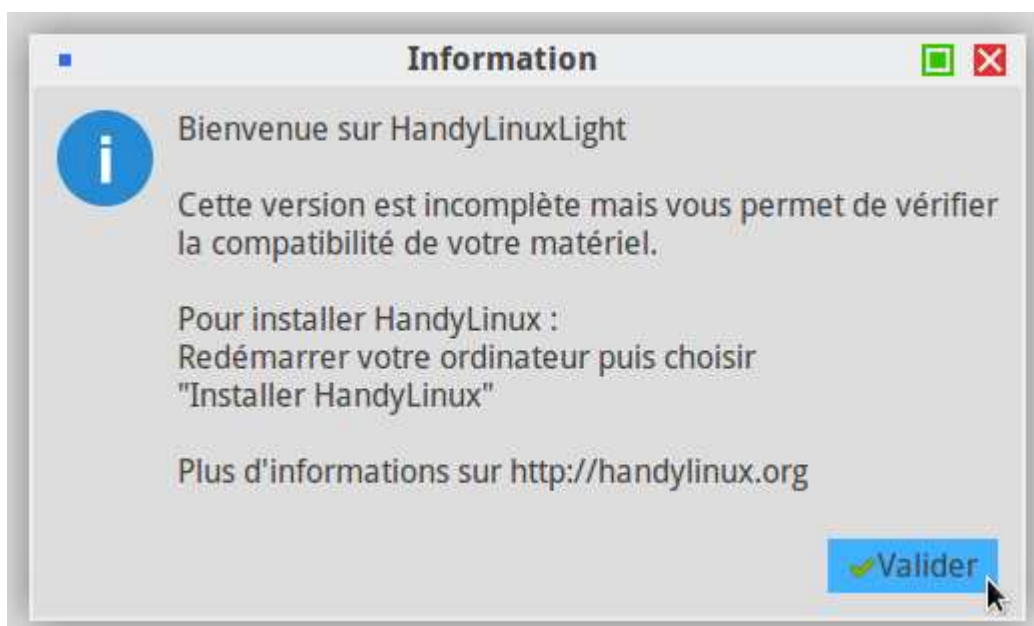 Information
Bienvenue sur HandyLinuxLight
Cette version est incomplète mais vous permet de vérifier
la compatibilité de votre matériel.
Pour installer HandyLinux :
Redémarrer votre ordinateur puis choisir
"Installer HandyLinux"
Plus d'informations sur http://handylinux.org
Valider